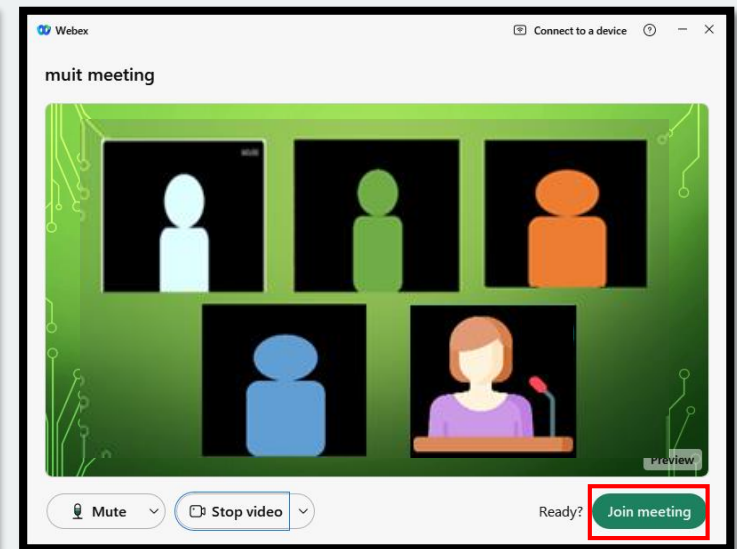 Webex
Connect to a device
muit meeting
Preview
Mute
Stop video
Ready?
Join meeting